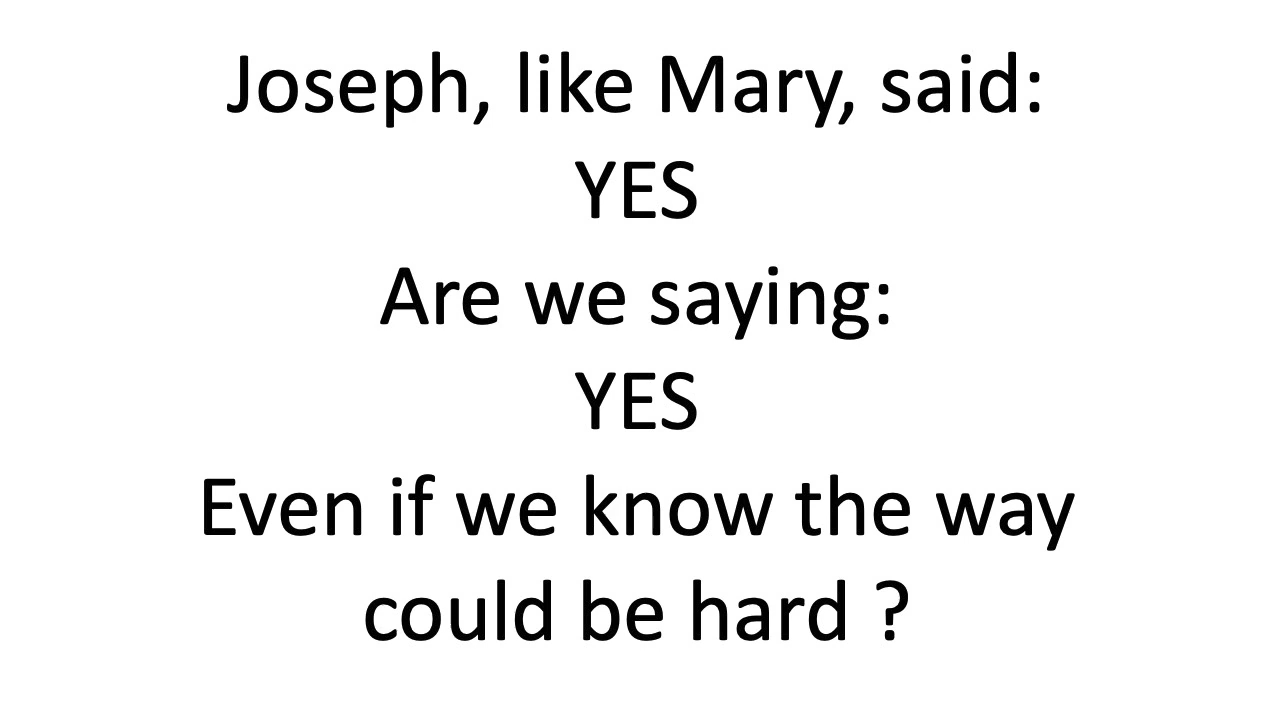 Joseph, like Mary, said:
YES
Are we saying:
YES
Even if we know the way
could be hard ?